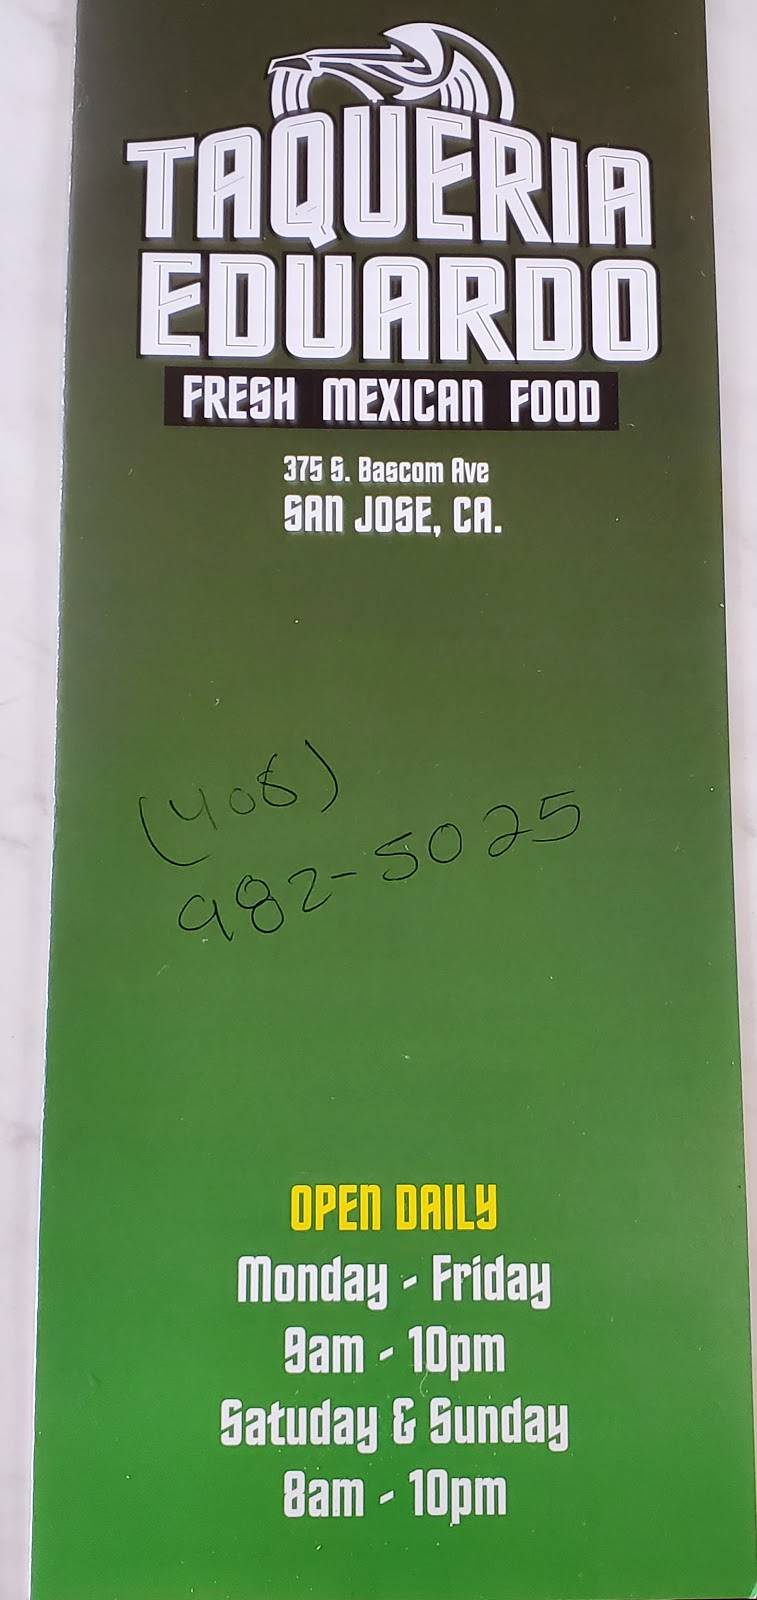 TAQUERIA
EDUARDO
FRESH MEXICAN FOOD
375 S. Bascom Ave
SAN JOSE, CA.
(408)
982-5025
OPEN DAILY
Monday - Friday
9am - 10pm
Satuday & Sunday
8am - 10pm